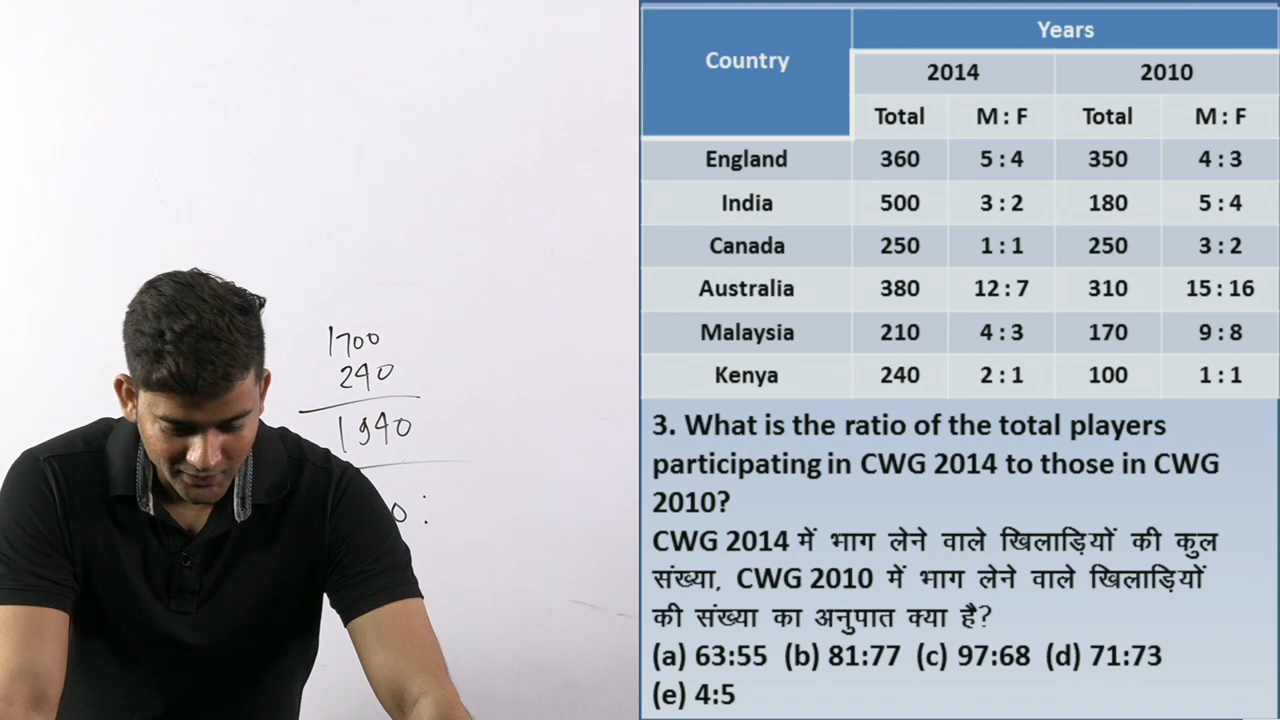 1700
240
1940
0 :
Country
Years
2014
2010
Total M : F Total M : F
England 360 5 : 4 350 4 : 3
India 500 3 : 2 180 5 : 4
Canada 250 1 : 1 250 3 : 2
Australia 380 12 : 7 310 15 : 16
Malaysia 210 4 : 3 170 9 : 8
Kenya 240 2 : 1 100 1 : 1
3. What is the ratio of the total players
participating in CWG 2014 to those in CWG
2010?
CWG 2014 में भाग लेने वाले खिलाड़ियों की कुल
संख्या, CWG 2010 में भाग लेने वाले खिलाड़ियों
की संख्या का अनुपात क्या है?
(a) 63:55 (b) 81:77 (c) 97:68 (d) 71:73
(e) 4:5